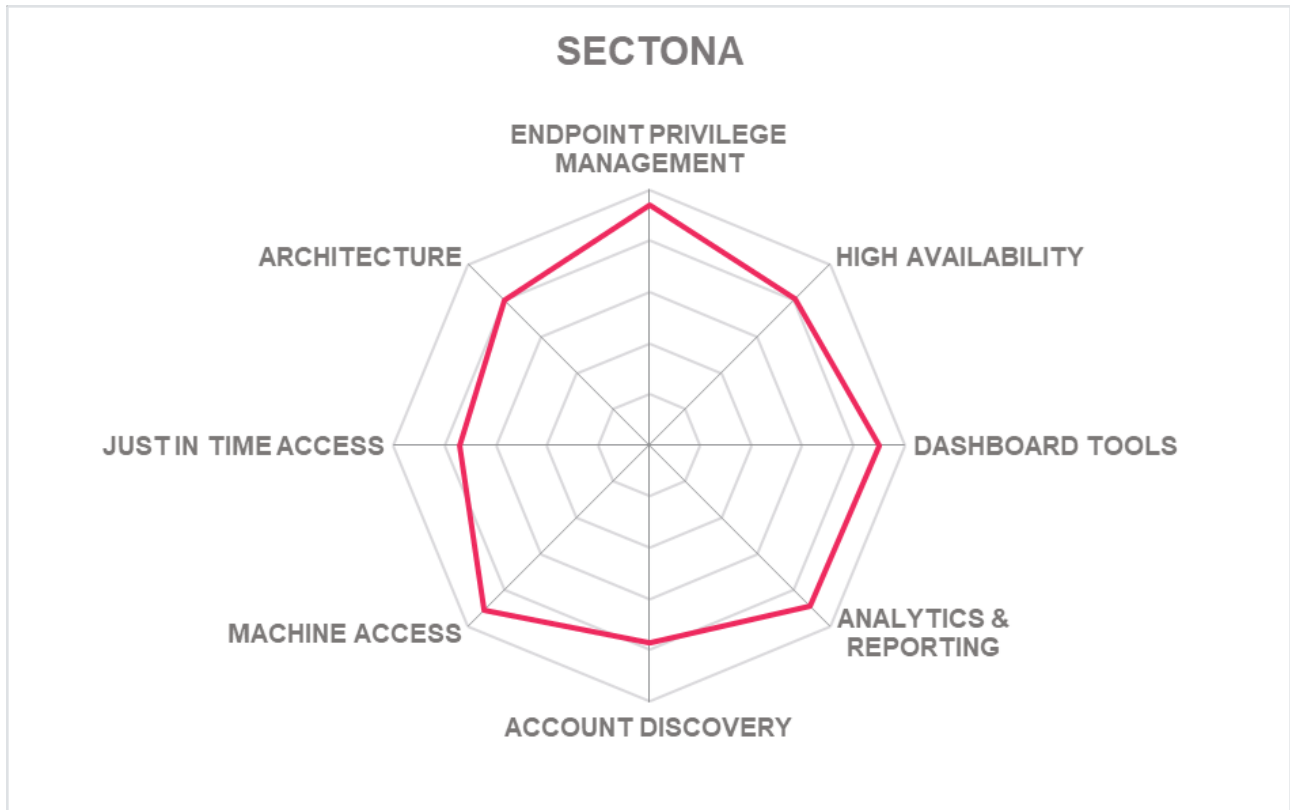 SECTONA
ENDPOINT PRIVILEGE
MANAGEMENT
ARCHITECTURE
HIGH AVAILABILITY
JUST IN TIME ACCESS
DASHBOARD TOOLS
MACHINE ACCESS
ANALYTICS &
REPORTING
ACCOUNT DISCOVERY